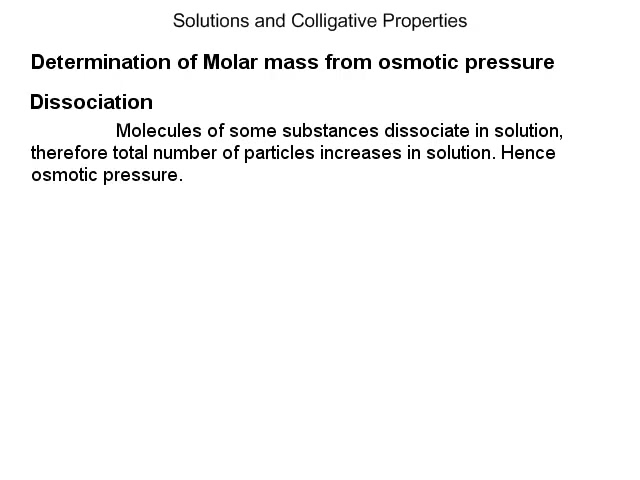 Solutions and Colligative Properties
Determination of Molar mass from osmotic pressure
Dissociation
Molecules of some substances dissociate in solution,
therefore total number of particles increases in solution. Hence
osmotic pressure.